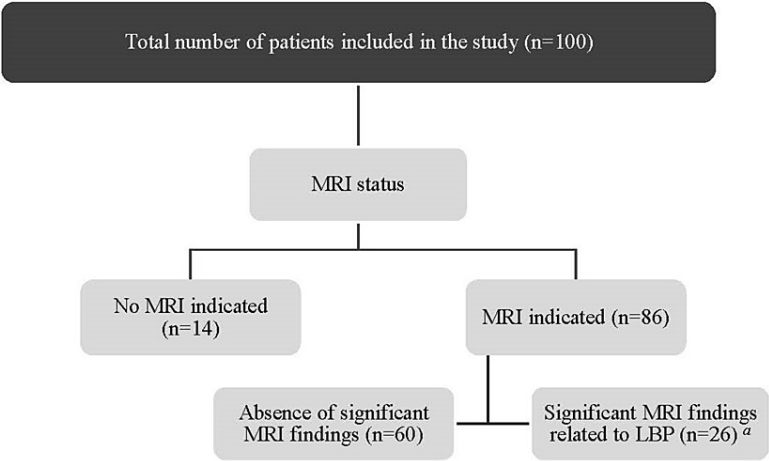 Total number of patients included in the study (n=100)
MRI status
No MRI indicated
(n=14)
MRI indicated (n=86)
Absence of significant
MRI findings (n=60)
Significant MRI findings
related to LBP (n=26) a